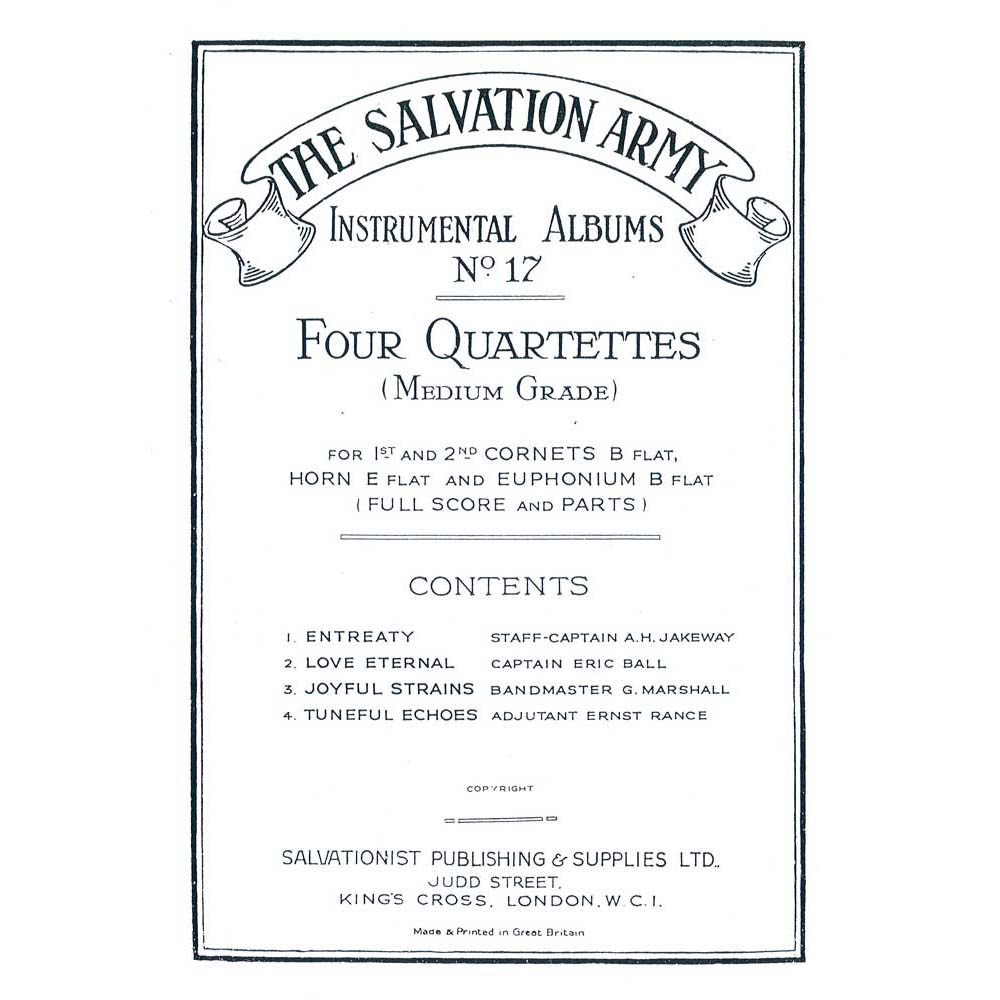 THE SALVATION ARMY
INSTRUMENTAL ALBUMS
No. 17
FOUR QUARTETTES
(MEDIUM GRADE)
FOR 1ST AND 2ND CORNETS B FLAT,
HORN E FLAT AND EUPHONIUM B FLAT
(FULL SCORE AND PARTS)
CONTENTS
1. ENTREATY STAFF-CAPTAIN A.H. JAKEWAY
2. LOVE ETERNAL CAPTAIN ERIC BALL
3. JOYFUL STRAINS BANDMASTER G. MARSHALL
4. TUNEFUL ECHOES ADJUTANT ERNST RANCE
COPYRIGHT
SALVATIONIST PUBLISHING & SUPPLIES LTD.,
JUDD STREET,
KING'S CROSS, LONDON, W.C.1.
Made & Printed in Great Britain